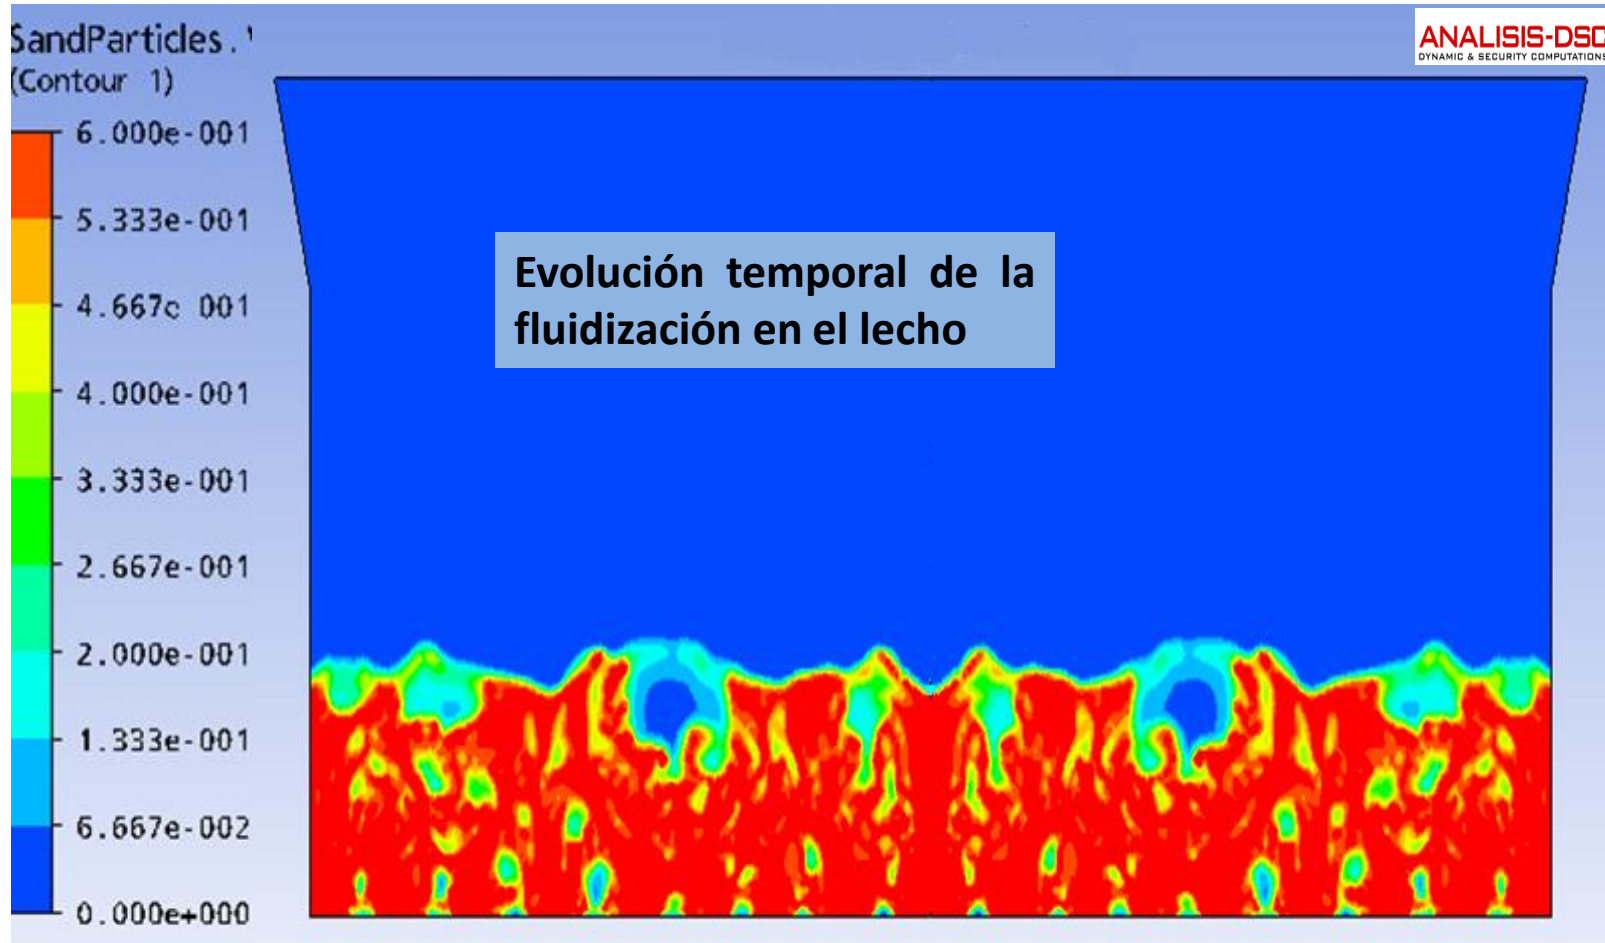 SandParticles.
(Contour 1)
6.000e-001
5.333e-001
4.667c 001
4.000e-001
3.333e-001
2.667e-001
2.000e-001
1.333e-001
6.667e-002
0.000e+000
Evolución temporal de la
fluidización en el lecho
ANALISIS-DSC
DYNAMIC & SECURITY COMPUTATIONS